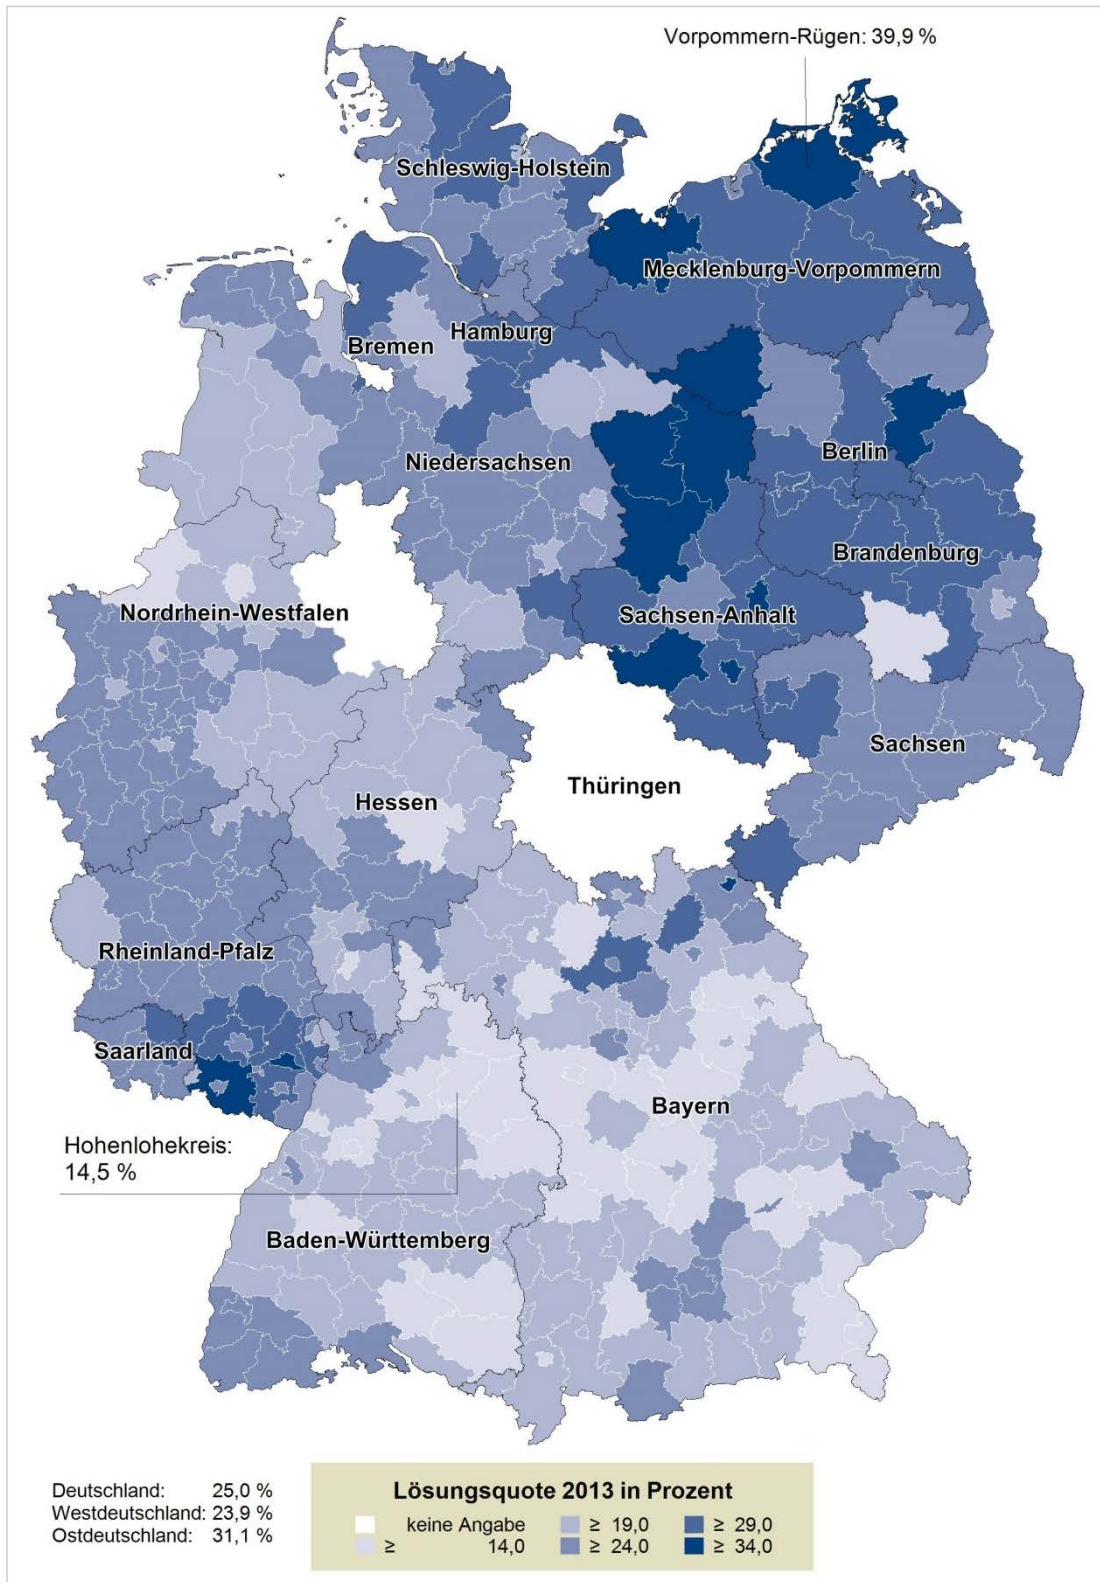 Vorpommern-Rügen: 39,9 %
Schleswig-Holstein
Mecklenburg-Vorpommern
Hamburg
Bremen
Berlin
Niedersachsen
Brandenburg
Nordrhein-Westfalen
Sachsen-Anhalt
Sachsen
Thüringen
Hessen
Rheinland-Pfalz
Saarland
Bayern
Hohenlohekreis:
14,5 %
Baden-Württemberg
Deutschland: 25,0 %
Westdeutschland: 23,9 %
Ostdeutschland: 31,1 %
Lösungsquote 2013 in Prozent
keine Angabe ≥ 19,0 ≥ 29,0
≥ 14,0 ≥ 24,0 ≥ 34,0